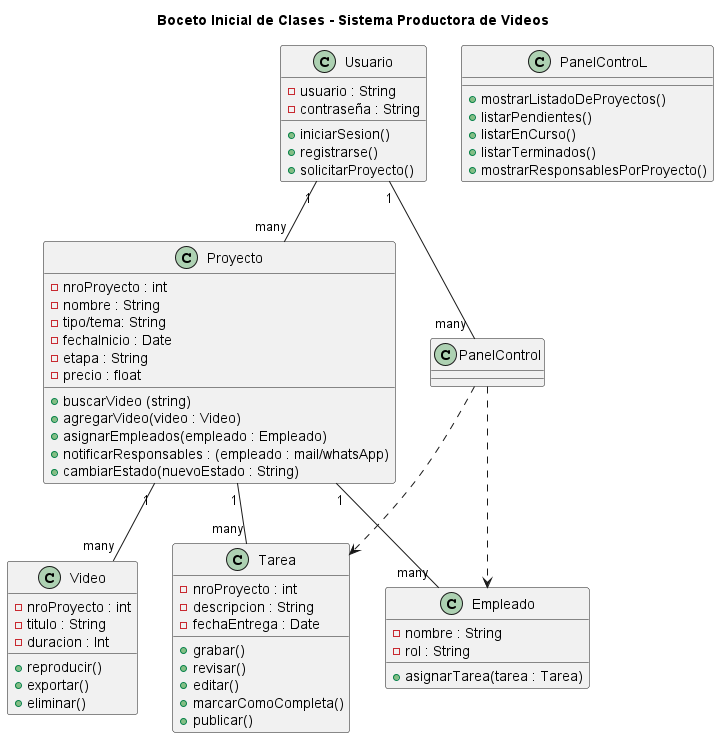 Boceto Inicial de Clases - Sistema Productora de Videos
C Usuario
usuario : String
contraseña : String
iniciarSesion()
registrarse()
solicitarProyecto()
C PanelControL
mostrarListadoDeProyectos()
listarPendientes()
listarEnCurso()
listarTerminados()
mostrarResponsablesPorProyecto()
1
many
1
many
C Proyecto
nroProyecto : int
nombre : String
tipo/tema: String
fechaInicio : Date
etapa : String
precio : float
buscarVideo (string)
agregarVideo(video : Video)
asignarEmpleados(empleado : Empleado)
notificarResponsables : (empleado : mail/whatsApp)
cambiarEstado(nuevoEstado : String)
C PanelControl
1
many
1
many
1
many
C Video
nroProyecto : int
titulo : String
duracion : Int
reproducir()
exportar()
eliminar()
C Tarea
nroProyecto : int
descripcion : String
fechaEntrega : Date
grabar()
revisar()
editar()
marcarComoCompleta()
publicar()
C Empleado
nombre : String
rol : String
asignarTarea(tarea : Tarea)